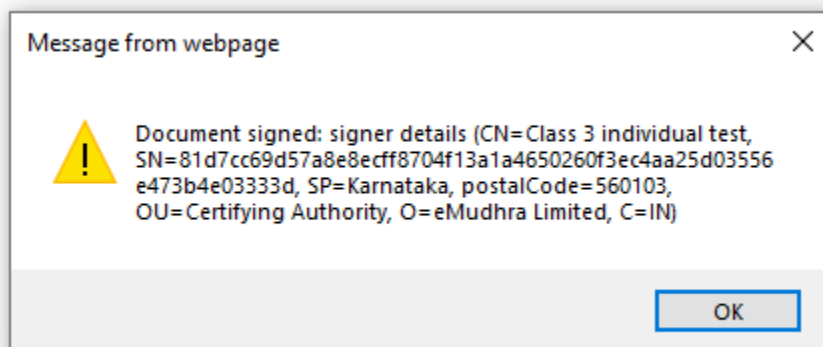 Message from webpage
Document signed: signer details (CN=Class 3 individual test,
SN=81d7cc69d57a8e8ecff8704f13a1a4650260f3ec4aa25d03556
e473b4e03333d, SP=Karnataka, postalCode=560103,
OU=Certifying Authority, O=eMudhra Limited, C=IN)
OK